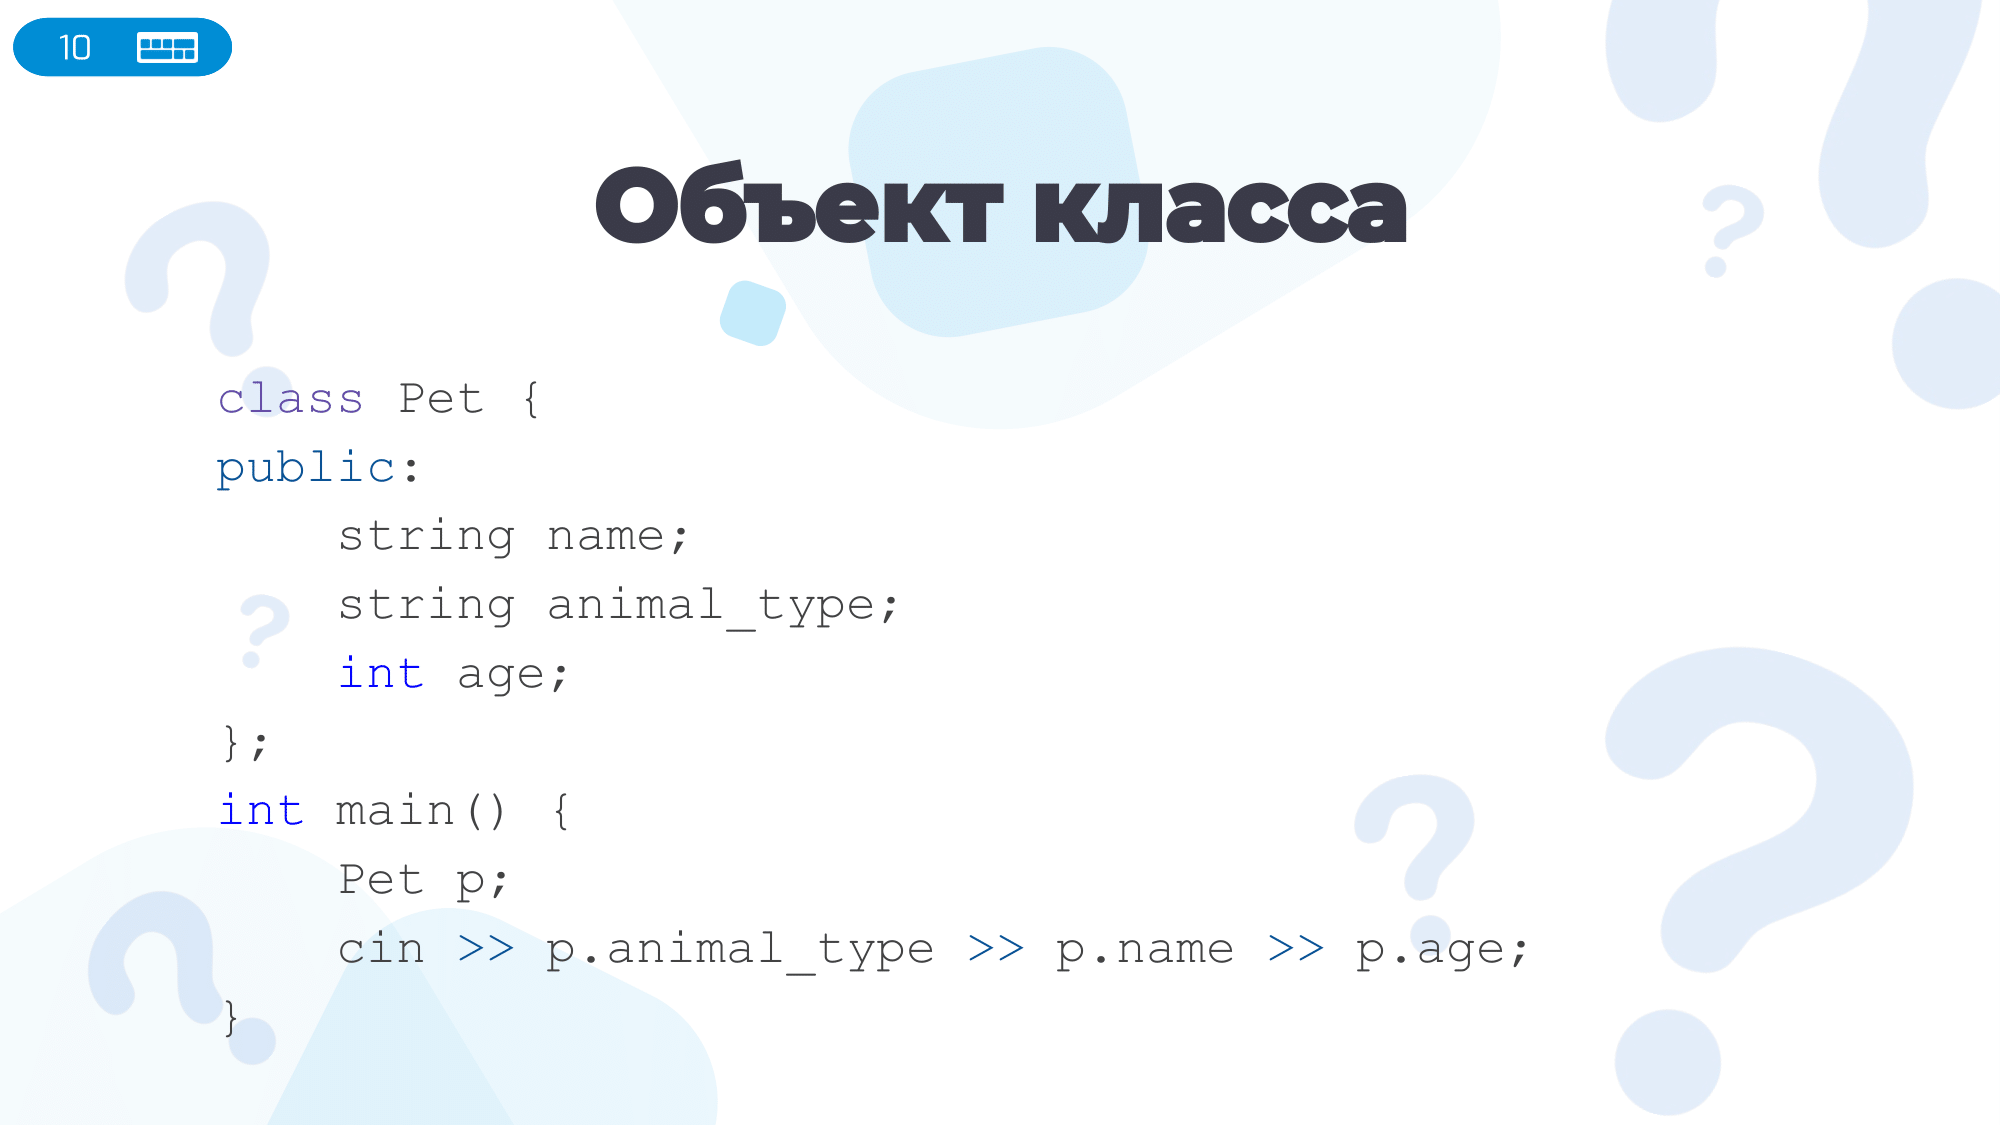 10
Объект класса
class Pet {
public:
    string name;
    string animal_type;
    int age;
};
int main() {
    Pet p;
    cin >> p.animal_type >> p.name >> p.age;
}